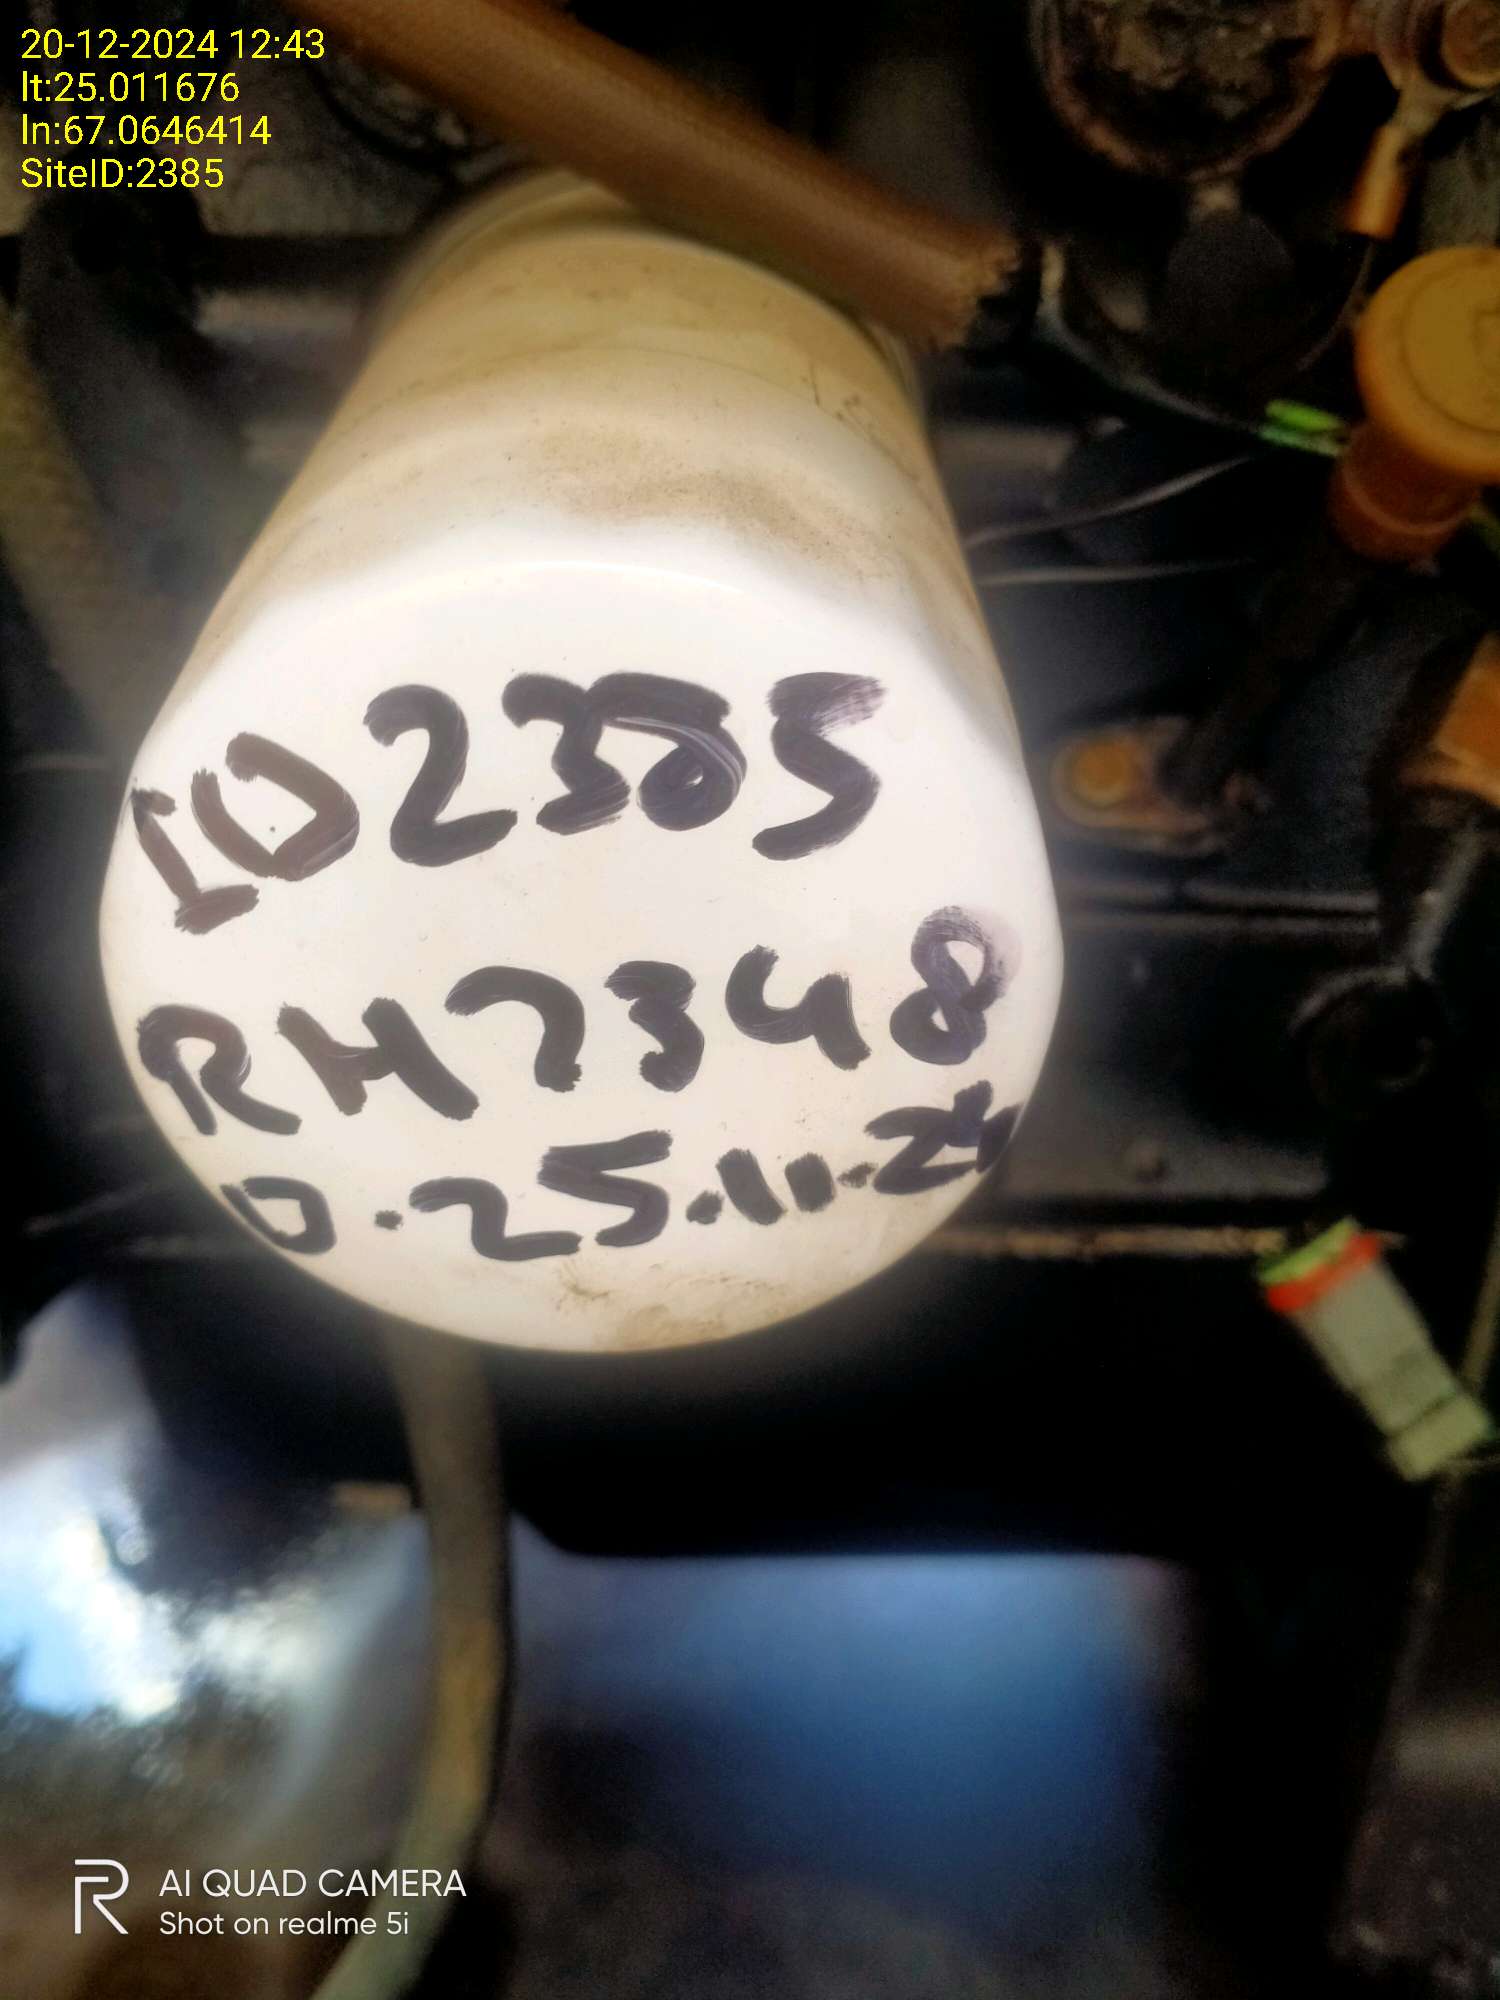 20-12-2024 12:43
lt:25.011676
ln:67.0646414
SiteID:2385
ID2385
RH7348
D.25.11.24
AI QUAD CAMERA
Shot on realme 5i